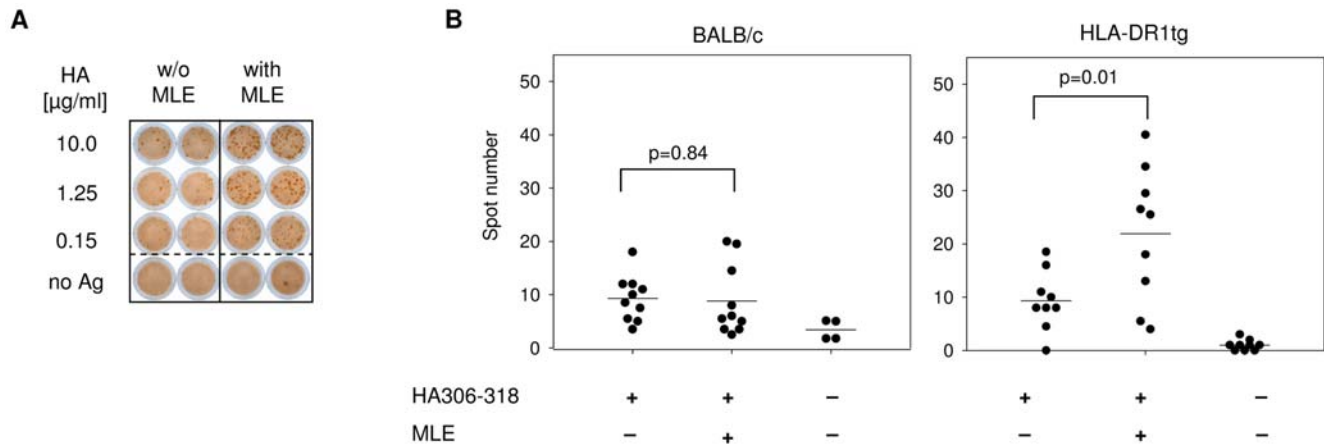 A
HA
[µg/ml]
w/o
MLE
with
MLE
10.0
1.25
0.15
no Ag
B
BALB/c
HLA-DR1tg
Spot number
50
40
30
20
10
0
p=0.84
50
40
30
20
10
0
p=0.01
HA306-318 + + – + + –
MLE – + – + –